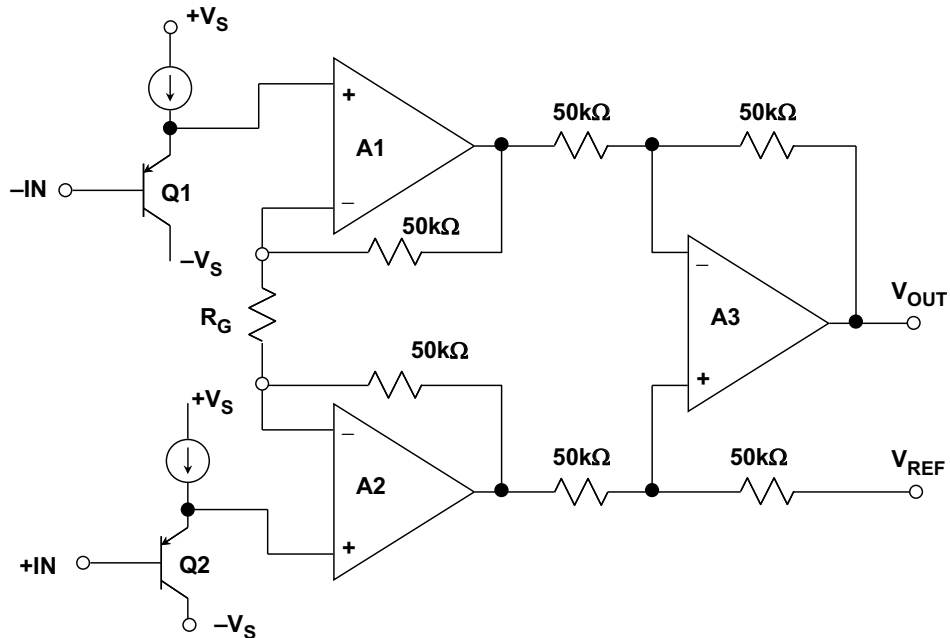 +VS
50kΩ
50kΩ
+
A1
–IN
Q1
–
50kΩ
–VS
–
VOUT
RG
A3
50kΩ
+
+VS
–
VREF
A2
50kΩ
50kΩ
+
+IN
Q2
–VS